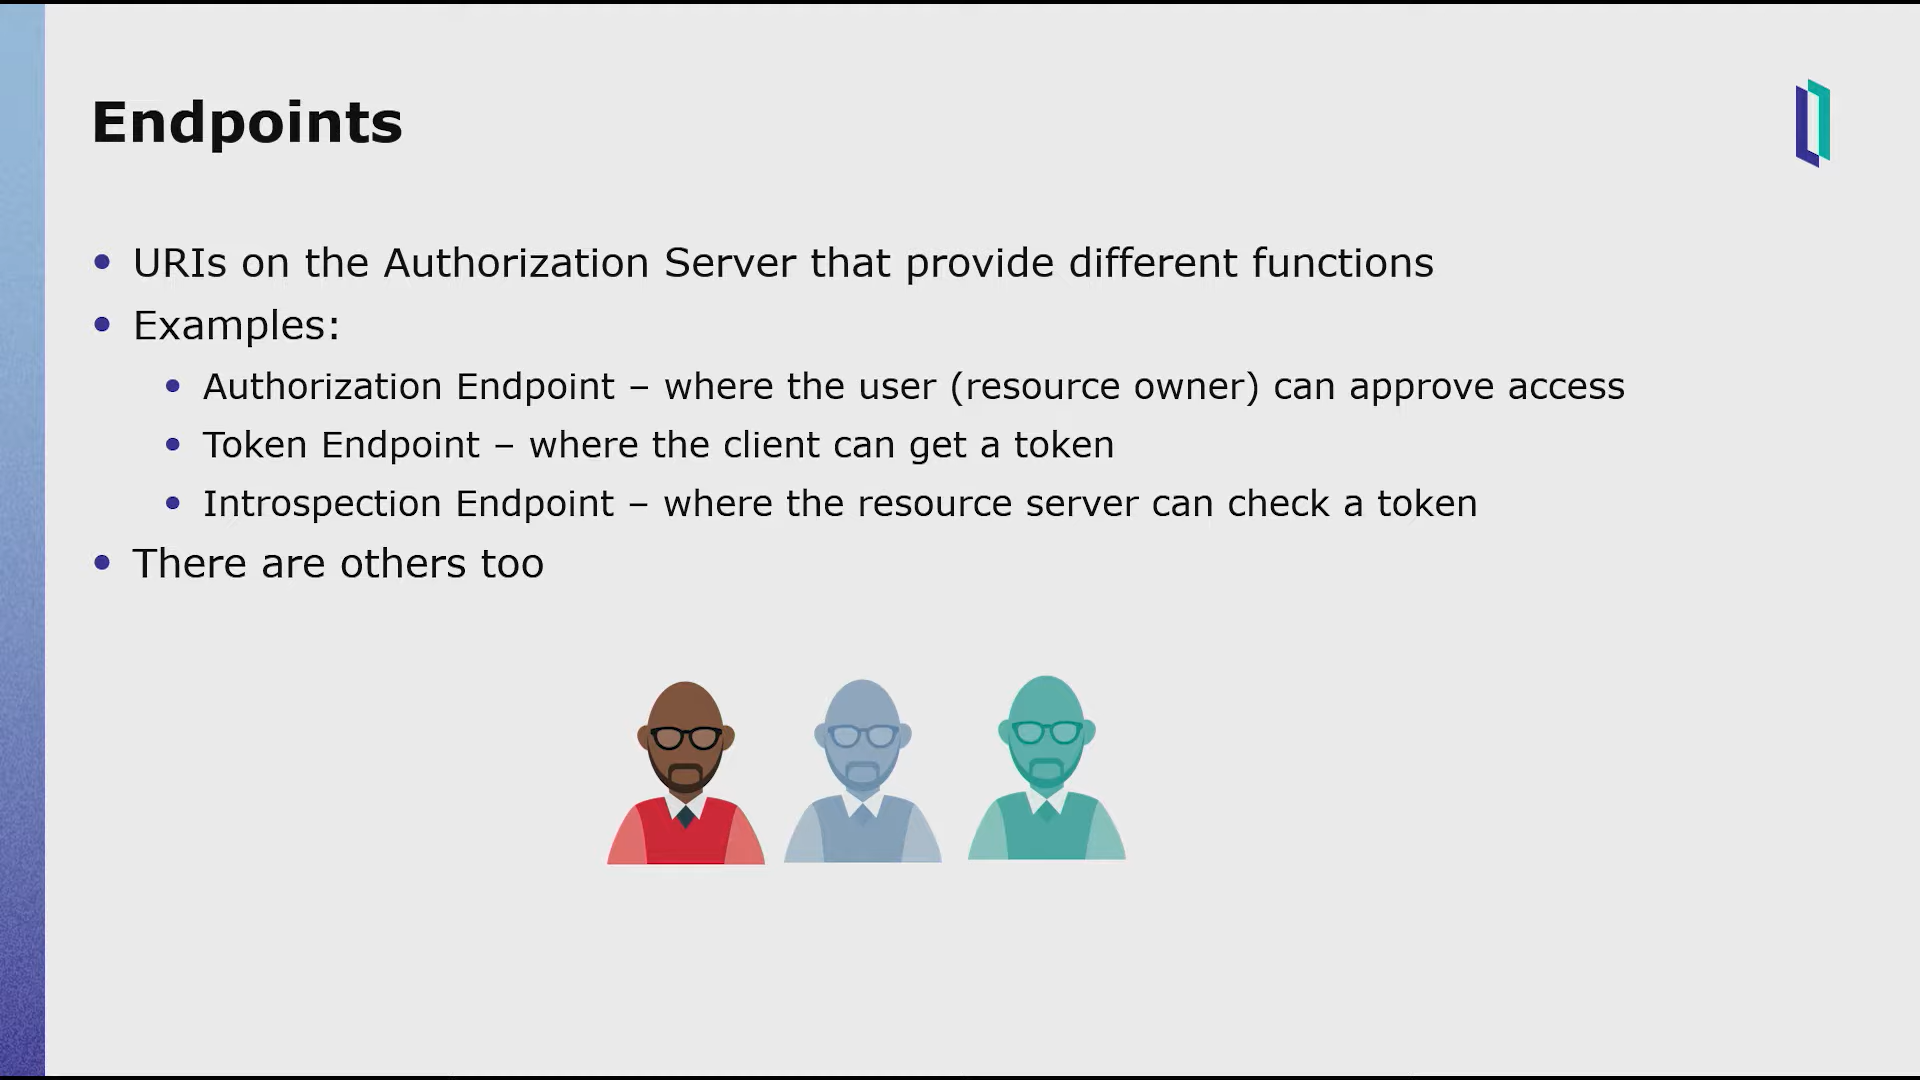 Endpoints
URIs on the Authorization Server that provide different functions
Examples:
Authorization Endpoint – where the user (resource owner) can approve access
Token Endpoint – where the client can get a token
Introspection Endpoint – where the resource server can check a token
There are others too